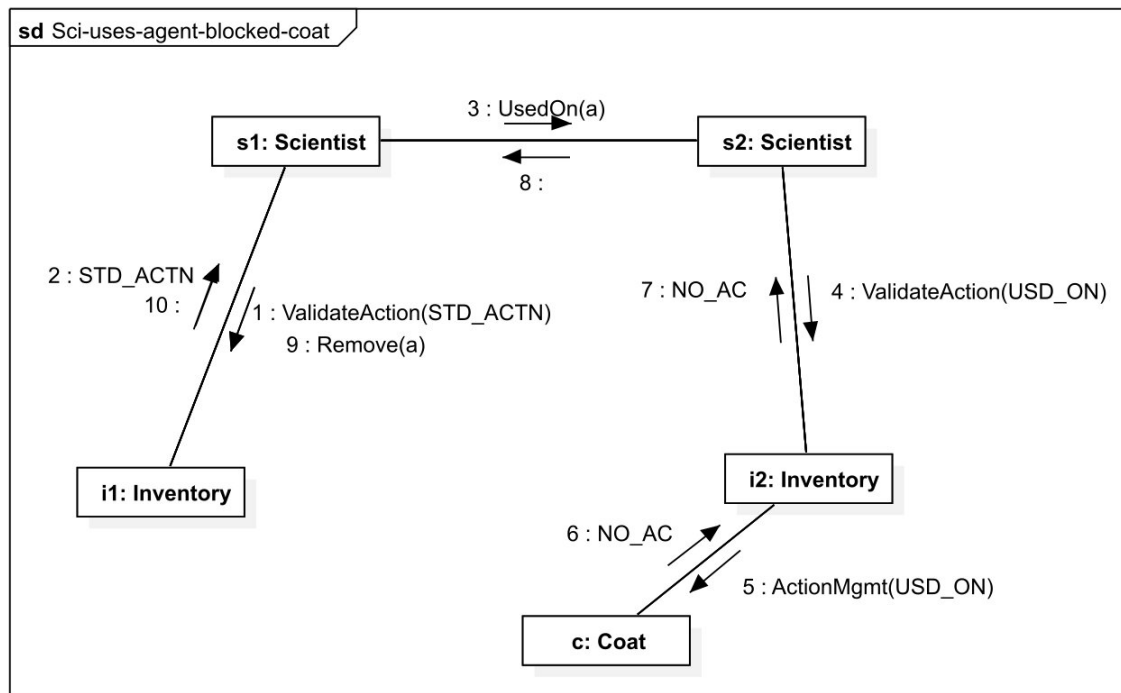 sd Sci-uses-agent-blocked-coat
3 : UsedOn(a)
s1: Scientist
s2: Scientist
8 :
2 : STD_ACTN
10 :
1 : ValidateAction(STD_ACTN)
9 : Remove(a)
7 : NO_AC
4 : ValidateAction(USD_ON)
i1: Inventory
i2: Inventory
6 : NO_AC
5 : ActionMgmt(USD_ON)
c: Coat